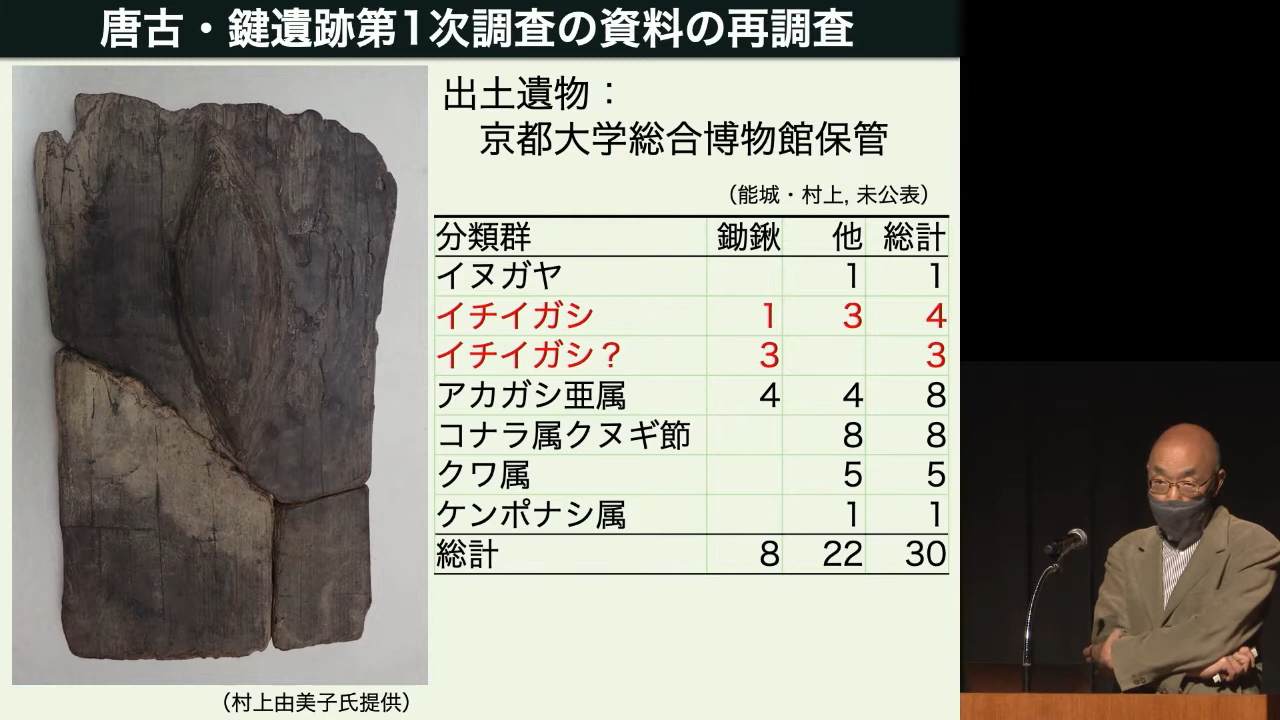 唐古・鍵遺跡第1次調査の資料の再調査
出土遺物：
京都大学総合博物館保管
（能城・村上, 未公表）
分類群 鋤鍬 他 総計
イヌガヤ 1 1
イチイガシ 1 3 4
イチイガシ？ 3 3
アカガシ亜属 4 4 8
コナラ属クヌギ節 8 8
クワ属 5 5
ケンポナシ属 1 1
総計 8 22 30
（村上由美子氏提供）